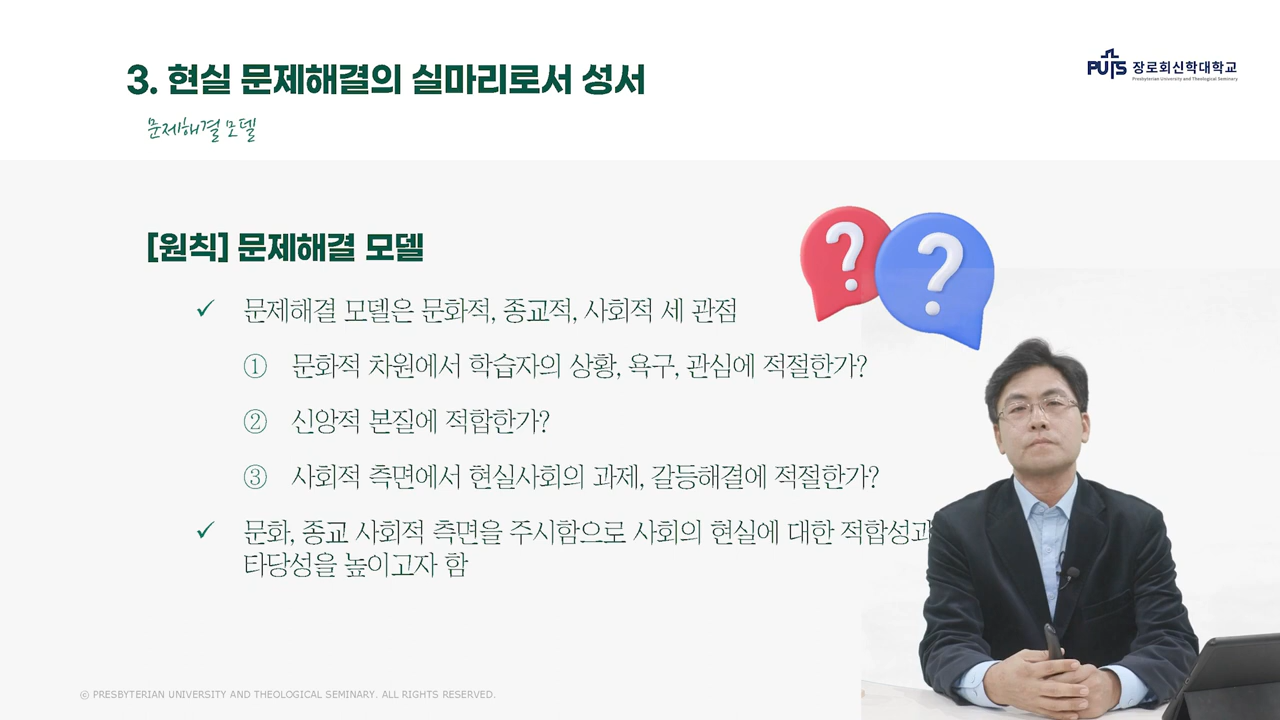 3. 현실 문제해결의 실마리로서 성서
PUTS 장로회신학대학교
Presbyterian University and Theological Seminary
문제해결 모델
[원칙] 문제해결 모델
? ?
✓ 문제해결 모델은 문화적, 종교적, 사회적 세 관점
① 문화적 차원에서 학습자의 상황, 욕구, 관심에 적절한가?
② 신앙적 본질에 적합한가?
③ 사회적 측면에서 현실사회의 과제, 갈등해결에 적절한가?
✓ 문화, 종교 사회적 측면을 주시함으로 사회의 현실에 대한 적합성과
타당성을 높이고자 함
© PRESBYTERIAN UNIVERSITY AND THEOLOGICAL SEMINARY. ALL RIGHTS RESERVED.